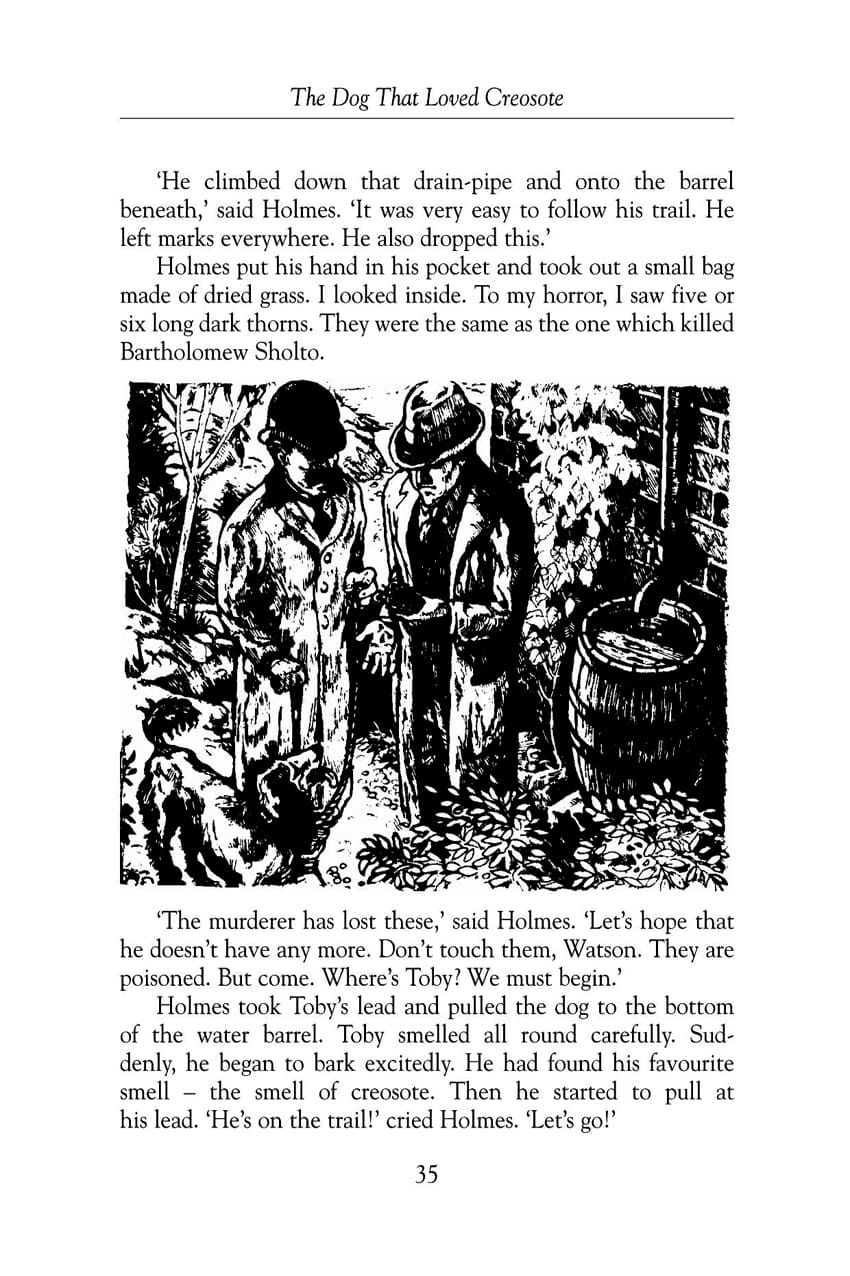 The Dog That Loved Creosote
‘He climbed down that drain-pipe and onto the barrel
beneath,’ said Holmes. ‘It was very easy to follow his trail. He
left marks everywhere. He also dropped this.’
Holmes put his hand in his pocket and took out a small bag
made of dried grass. I looked inside. To my horror, I saw five or
six long dark thorns. They were the same as the one which killed
Bartholomew Sholto.
‘The murderer has lost these,’ said Holmes. ‘Let’s hope that
he doesn’t have any more. Don’t touch them, Watson. They are
poisoned. But come. Where’s Toby? We must begin.’
Holmes took Toby’s lead and pulled the dog to the bottom
of the water barrel. Toby smelled all round carefully. Sud-
denly, he began to bark excitedly. He had found his favourite
smell – the smell of creosote. Then he started to pull at
his lead. ‘He’s on the trail!’ cried Holmes. ‘Let’s go!’
35